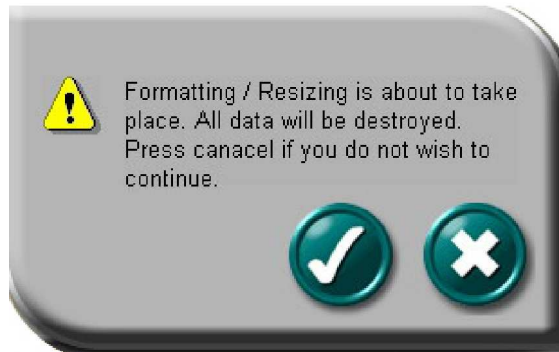 Formatting / Resizing is about to take
place. All data will be destroyed.
Press canacel if you do not wish to
continue.